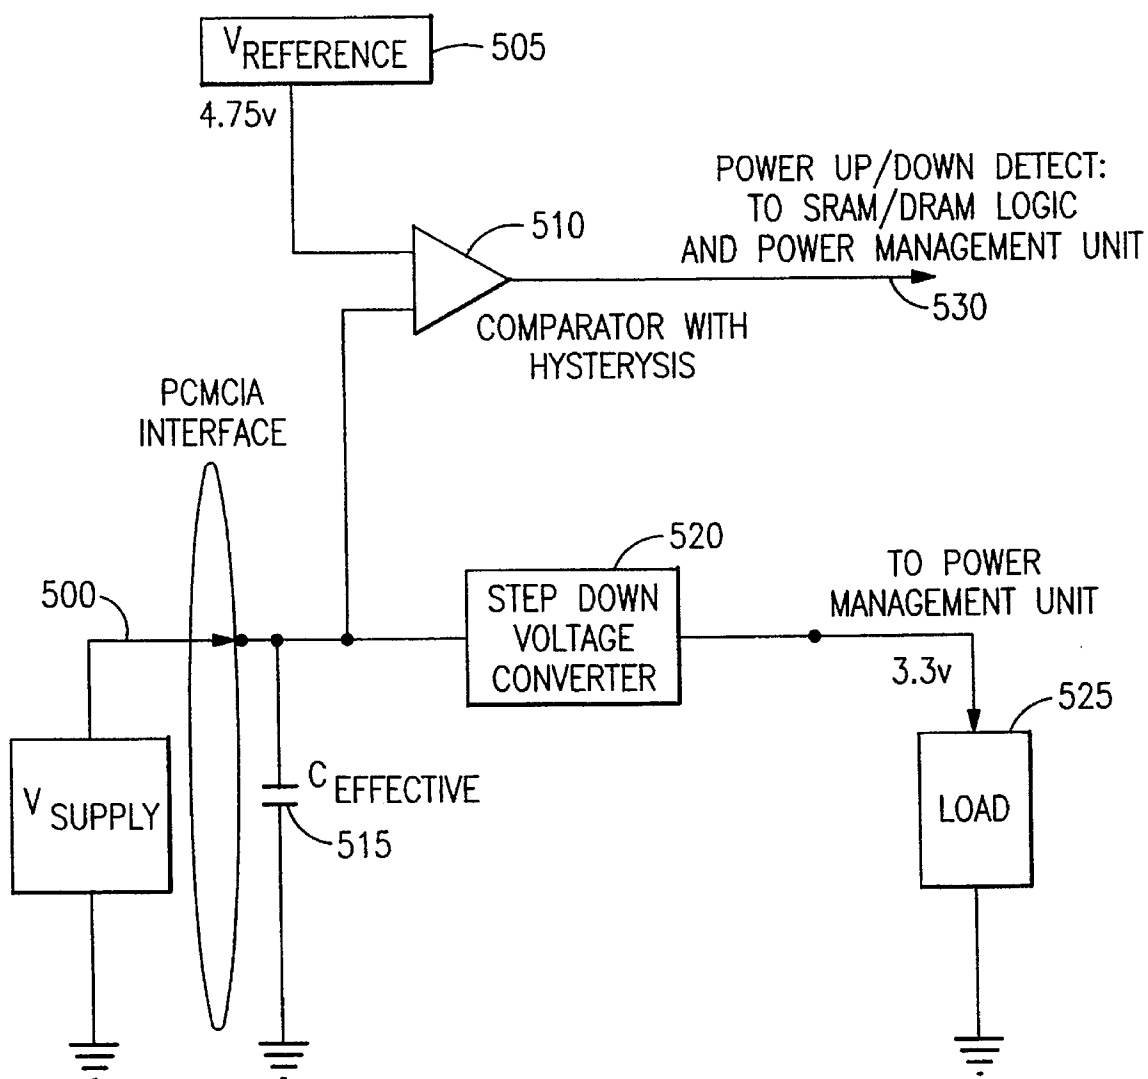 VREFERENCE
505
4.75v
POWER UP/DOWN DETECT:
TO SRAM/DRAM LOGIC
AND POWER MANAGEMENT UNIT
510
530
COMPARATOR WITH
HYSTERYSIS
PCMCIA
INTERFACE
520
500
STEP DOWN
VOLTAGE
CONVERTER
TO POWER
MANAGEMENT UNIT
3.3v
525
V SUPPLY
C EFFECTIVE
515
LOAD